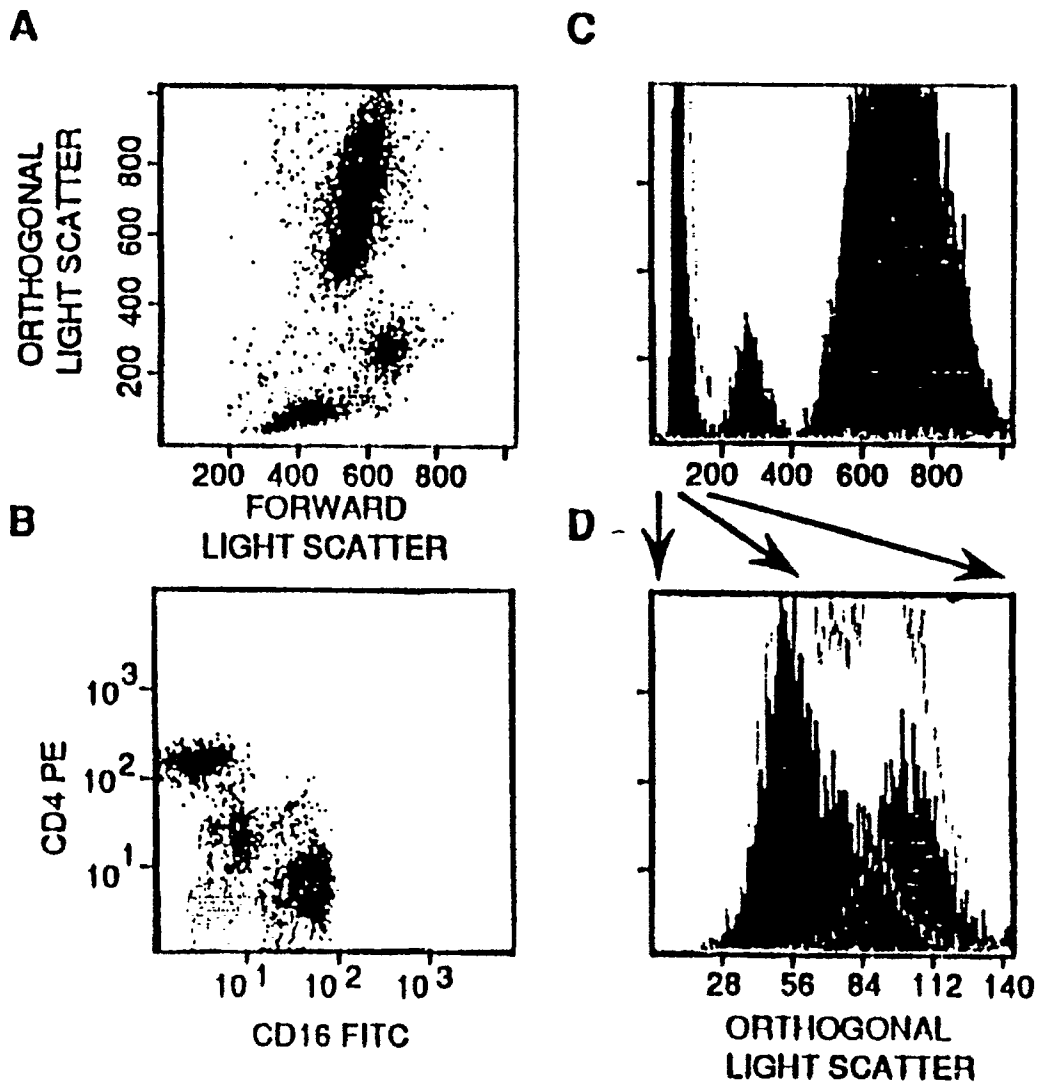 A
ORTHOGONAL
LIGHT SCATTER
800
600
400
200
200 400 600 800
FORWARD
LIGHT SCATTER
B
CD4 PE
10³
10²
10¹
10¹ 10² 10³
CD16 FITC
C
200 400 600 800
D
28 56 84 112 140
ORTHOGONAL
LIGHT SCATTER